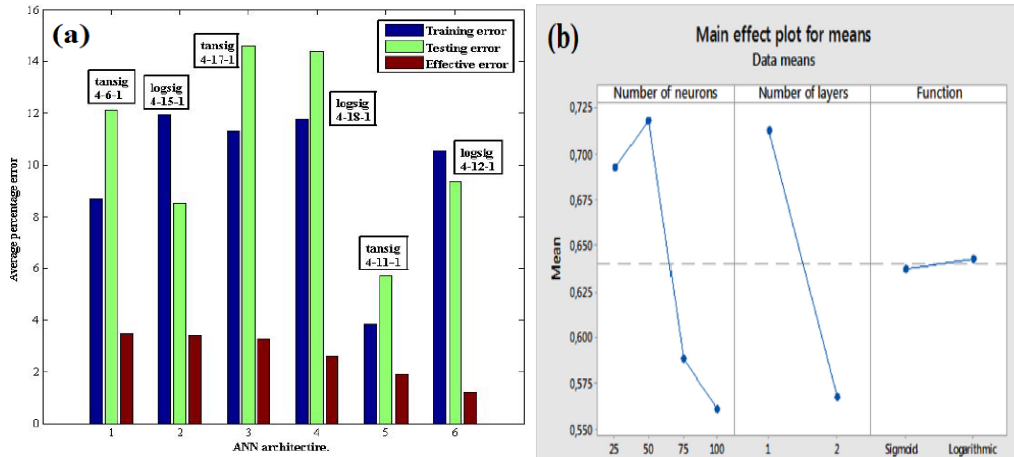 (a)
Training error
Testing error
Effective error
tansig
4-6-1
logsig
4-15-1
tansig
4-17-1
logsig
4-18-1
tansig
4-11-1
logsig
4-12-1
Average percentage error
16
14
12
10
8
6
4
2
0
1 2 3 4 5 6
ANN architectire.
(b)
Main effect plot for means
Data means
Number of neurons Number of layers Function
Mean
0,725
0,700
0,675
0,650
0,625
0,600
0,575
0,550
25 50 75 100 1 2 Sigmoid Logarithmic